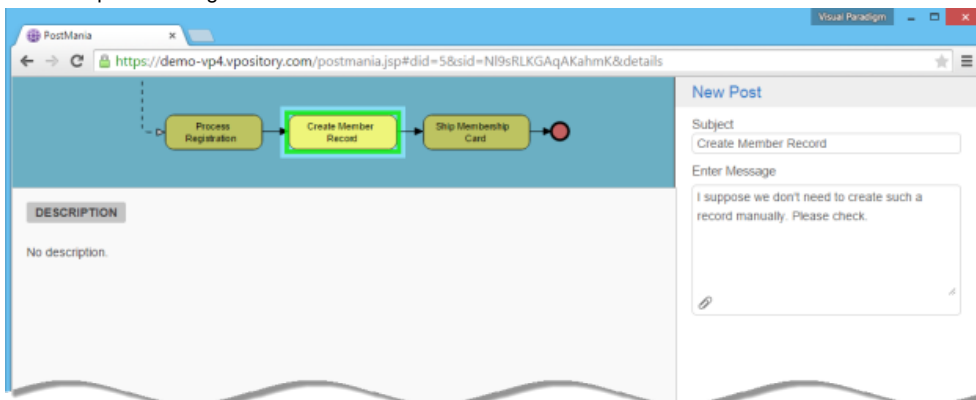 Visual Paradigm
PostMania
https://demo-vp4.vpository.com/postmania.jsp#did=5&sid=NI9sRLKGAqAKahmK&details
Process
Registration
Create Member
Record
Ship Membership
Card
DESCRIPTION
No description.
New Post
Subject
Create Member Record
Enter Message
I suppose we don't need to create such a
record manually. Please check.